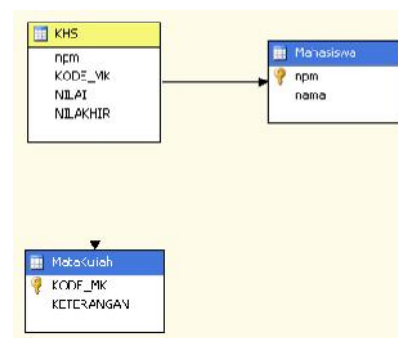 KHS
npm
KODE_MK
NILAI
NILAKHIR
Mahasiswa
npm
nama
MataKuliah
KODE_MK
KETERANGAN